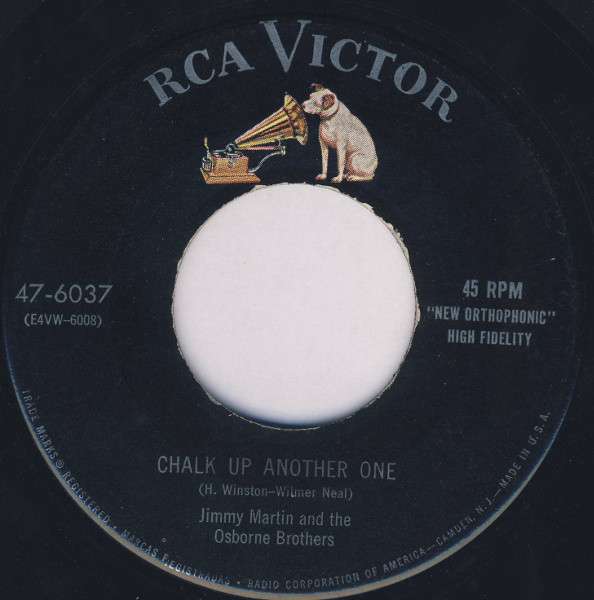 RCA VICTOR
47-6037
(E4VW-6008)
45 RPM
"NEW ORTHOPHONIC"
HIGH FIDELITY
CHALK UP ANOTHER ONE
(H. Winston-Wilmer Neal)
Jimmy Martin and the
Osborne Brothers
TRADE MARKS ® REGISTERED • MARCAS REGISTRADAS • RADIO CORPORATION OF AMERICA—CAMDEN, N.J.—MADE IN U.S.A.